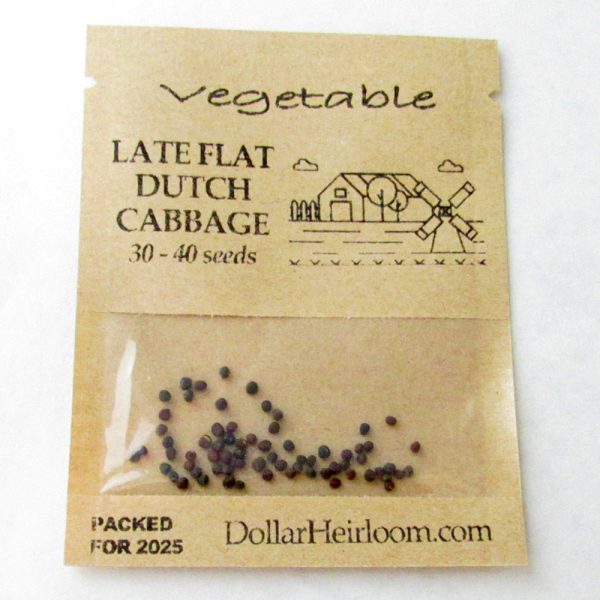 Vegetable
LATE FLAT
DUTCH
CABBAGE
30 - 40 seeds
PACKED
FOR 2025
DollarHeirloom.com